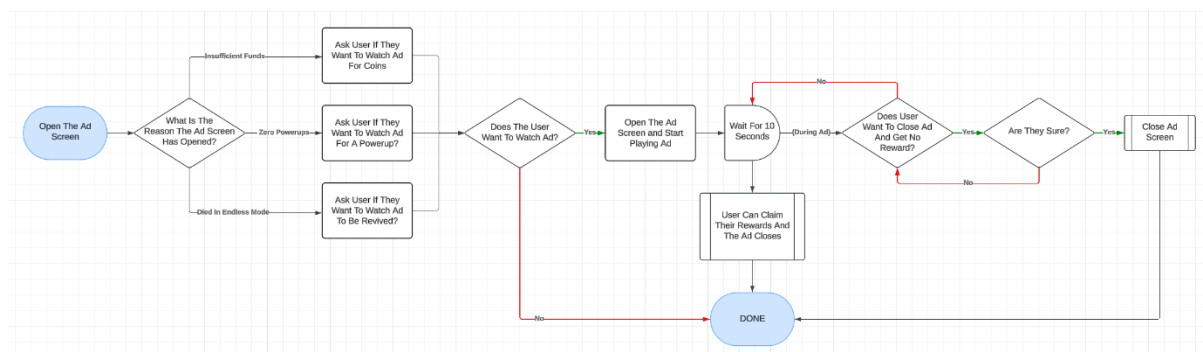 Open The Ad
Screen
What Is The
Reason The Ad Screen
Has Opened?
Insufficient Funds
Zero Powerups
Died In Endless Mode
Ask User If They
Want To Watch Ad
For Coins
Ask User If They
Want To Watch Ad
For A Powerup?
Ask User If They
Want To Watch Ad
To Be Revived?
Does The User
Want To Watch Ad?
Yes
No
Open The Ad
Screen and Start
Playing Ad
Wait For 10
Seconds
(During Ad)
No
Does User
Want To Close Ad
And Get No
Reward?
Yes
Are They Sure?
No
Yes
Close Ad
Screen
User Can Claim
Their Rewards And
The Ad Closes
DONE